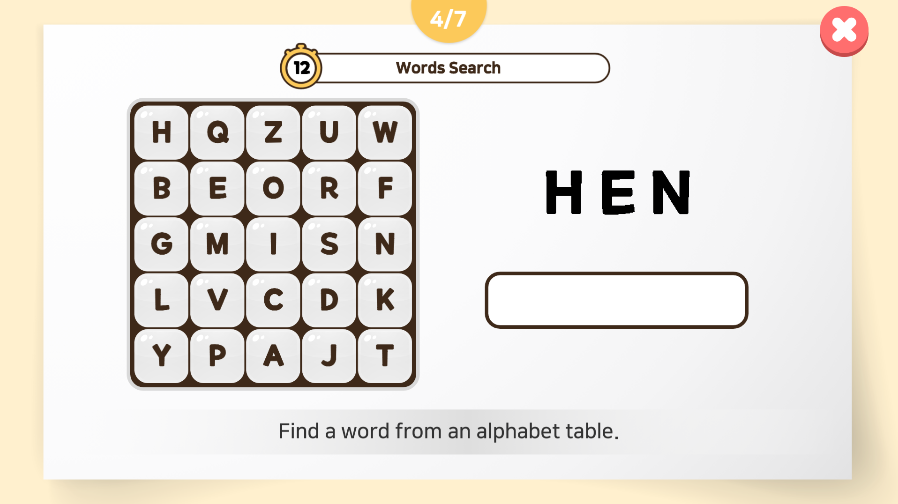 4/7
12
Words Search
H Q Z U W
B E O R F
G M I S N
L V C D K
Y P A J T
HEN
Find a word from an alphabet table.